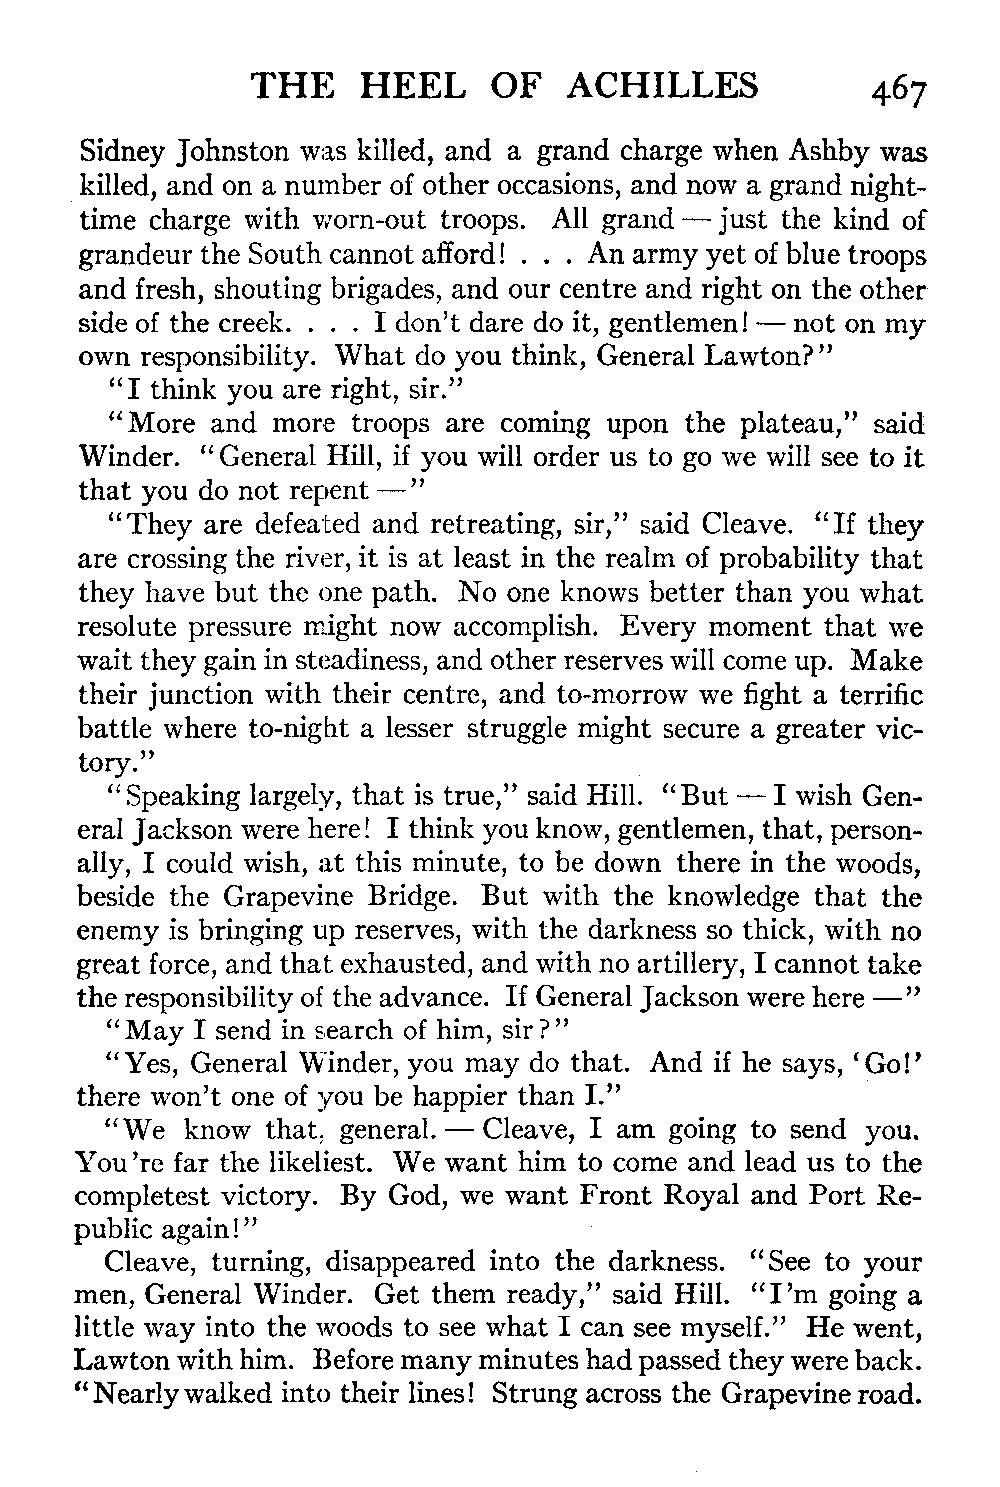 THE HEEL OF ACHILLES 467
Sidney Johnston was killed, and a grand charge when Ashby was
killed, and on a number of other occasions, and now a grand night-
time charge with worn-out troops. All grand — just the kind of
grandeur the South cannot afford! . . . An army yet of blue troops
and fresh, shouting brigades, and our centre and right on the other
side of the creek. . . . I don't dare do it, gentlemen! — not on my
own responsibility. What do you think, General Lawton?"
"I think you are right, sir."
"More and more troops are coming upon the plateau," said
Winder. "General Hill, if you will order us to go we will see to it
that you do not repent —"
"They are defeated and retreating, sir," said Cleave. "If they
are crossing the river, it is at least in the realm of probability that
they have but the one path. No one knows better than you what
resolute pressure might now accomplish. Every moment that we
wait they gain in steadiness, and other reserves will come up. Make
their junction with their centre, and to-morrow we fight a terrific
battle where to-night a lesser struggle might secure a greater vic-
tory."
"Speaking largely, that is true," said Hill. "But — I wish Gen-
eral Jackson were here! I think you know, gentlemen, that, person-
ally, I could wish, at this minute, to be down there in the woods,
beside the Grapevine Bridge. But with the knowledge that the
enemy is bringing up reserves, with the darkness so thick, with no
great force, and that exhausted, and with no artillery, I cannot take
the responsibility of the advance. If General Jackson were here —"
"May I send in search of him, sir?"
"Yes, General Winder, you may do that. And if he says, 'Go!'
there won't one of you be happier than I."
"We know that, general. — Cleave, I am going to send you.
You're far the likeliest. We want him to come and lead us to the
completest victory. By God, we want Front Royal and Port Re-
public again!"
Cleave, turning, disappeared into the darkness. "See to your
men, General Winder. Get them ready," said Hill. "I'm going a
little way into the woods to see what I can see myself." He went,
Lawton with him. Before many minutes had passed they were back.
"Nearly walked into their lines! Strung across the Grapevine road.